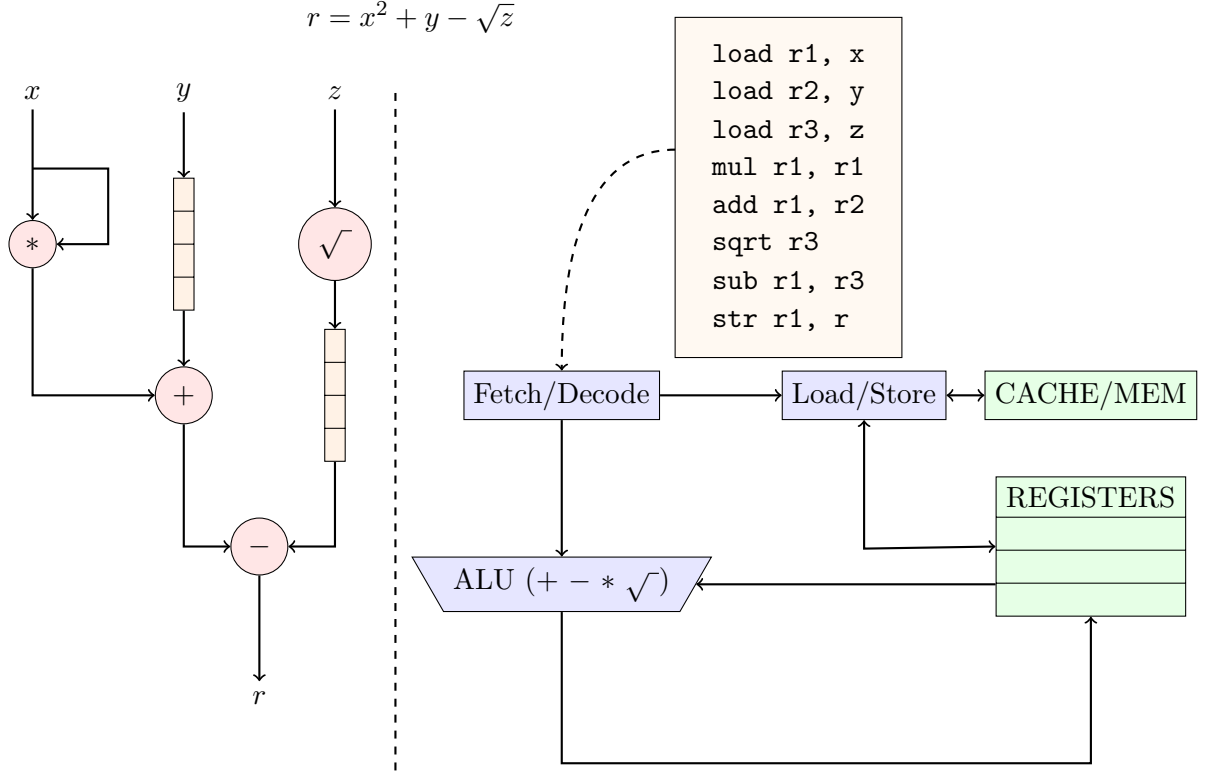 r = x² + y − √z
x
y
z
*
√
+
−
r
load r1, x
load r2, y
load r3, z
mul r1, r1
add r1, r2
sqrt r3
sub r1, r3
str r1, r
Fetch/Decode
Load/Store
CACHE/MEM
REGISTERS
ALU (+ − * √)